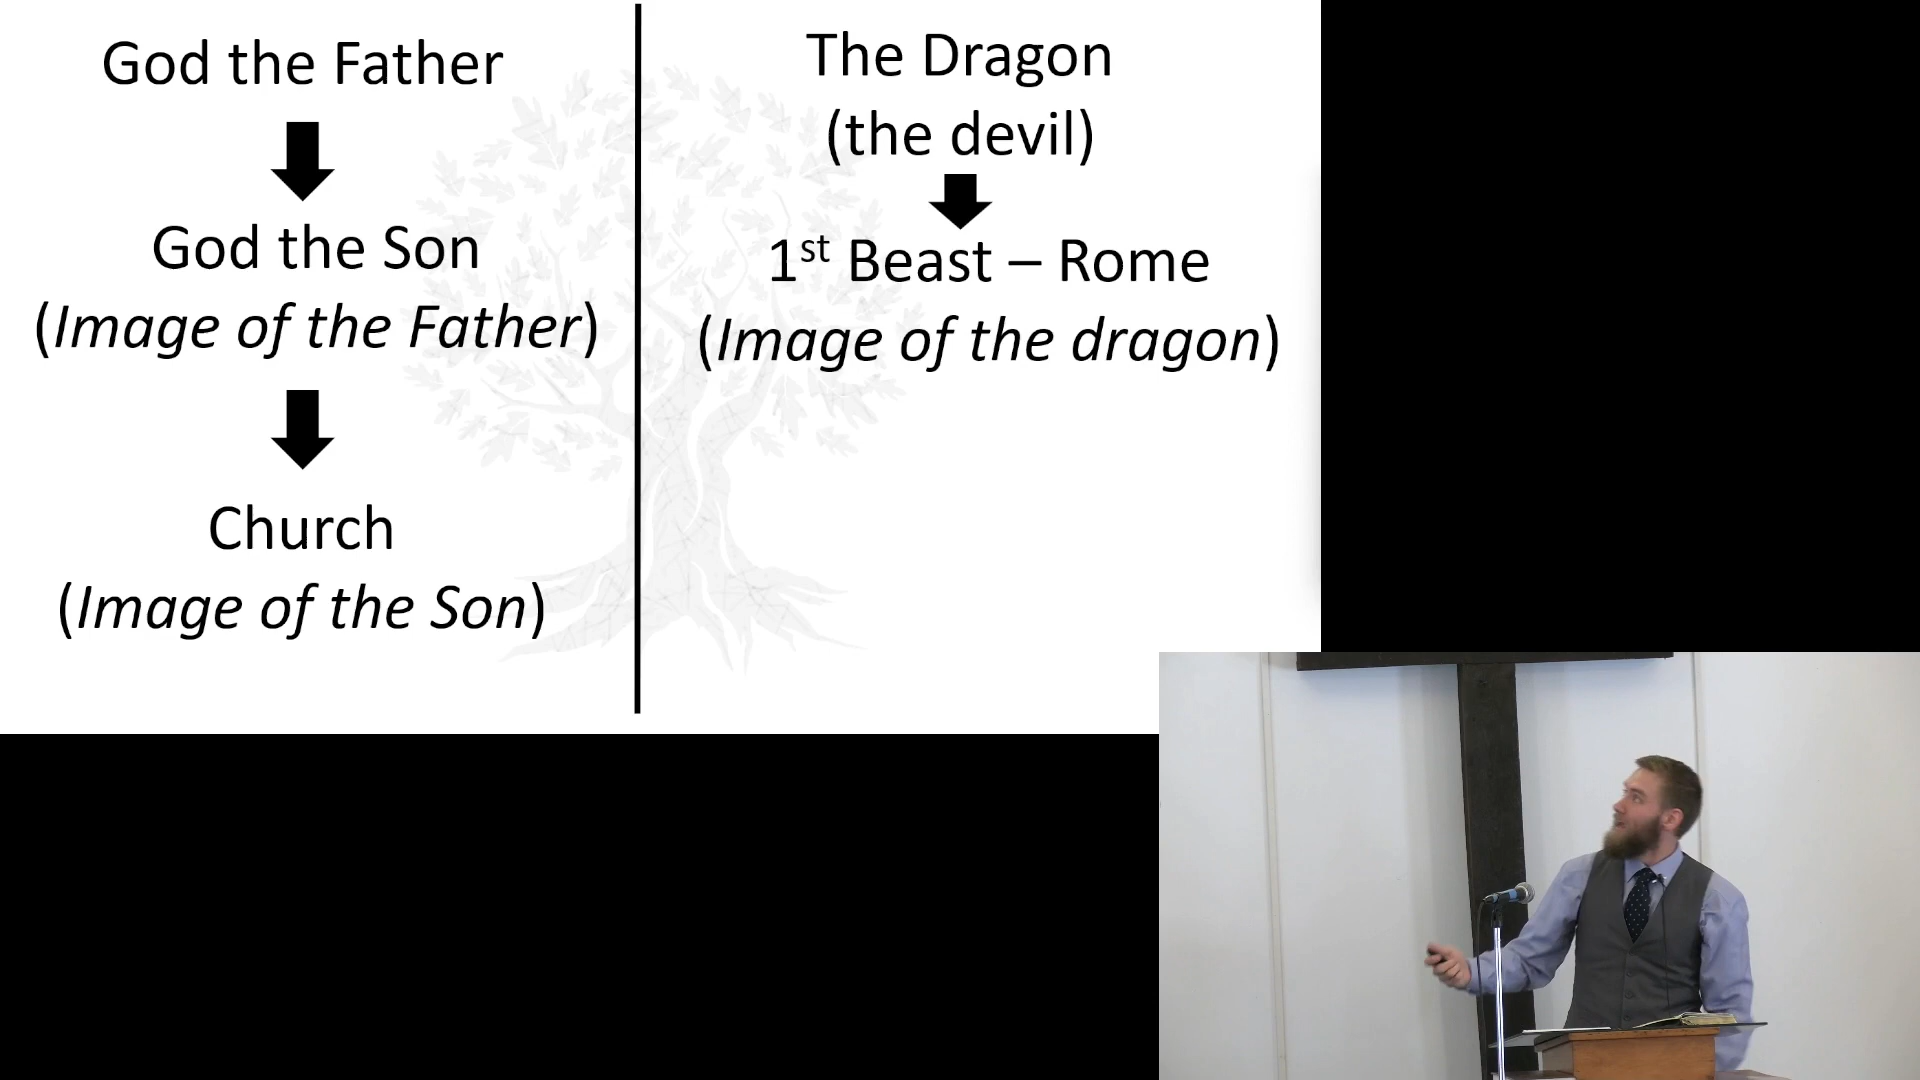 God the Father
God the Son
(Image of the Father)
Church
(Image of the Son)
The Dragon
(the devil)
1st Beast – Rome
(Image of the dragon)